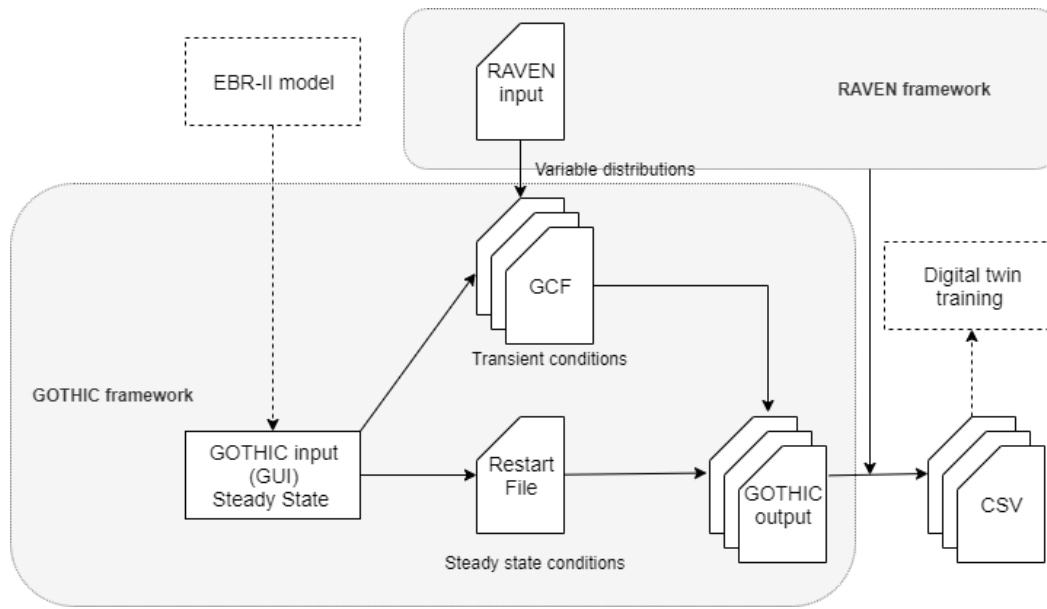 EBR-II model
RAVEN
input
RAVEN framework
Variable distributions
GCF
Transient conditions
Digital twin
training
GOTHIC framework
GOTHIC input
(GUI)
Steady State
Restart
File
Steady state conditions
GOTHIC
output
CSV